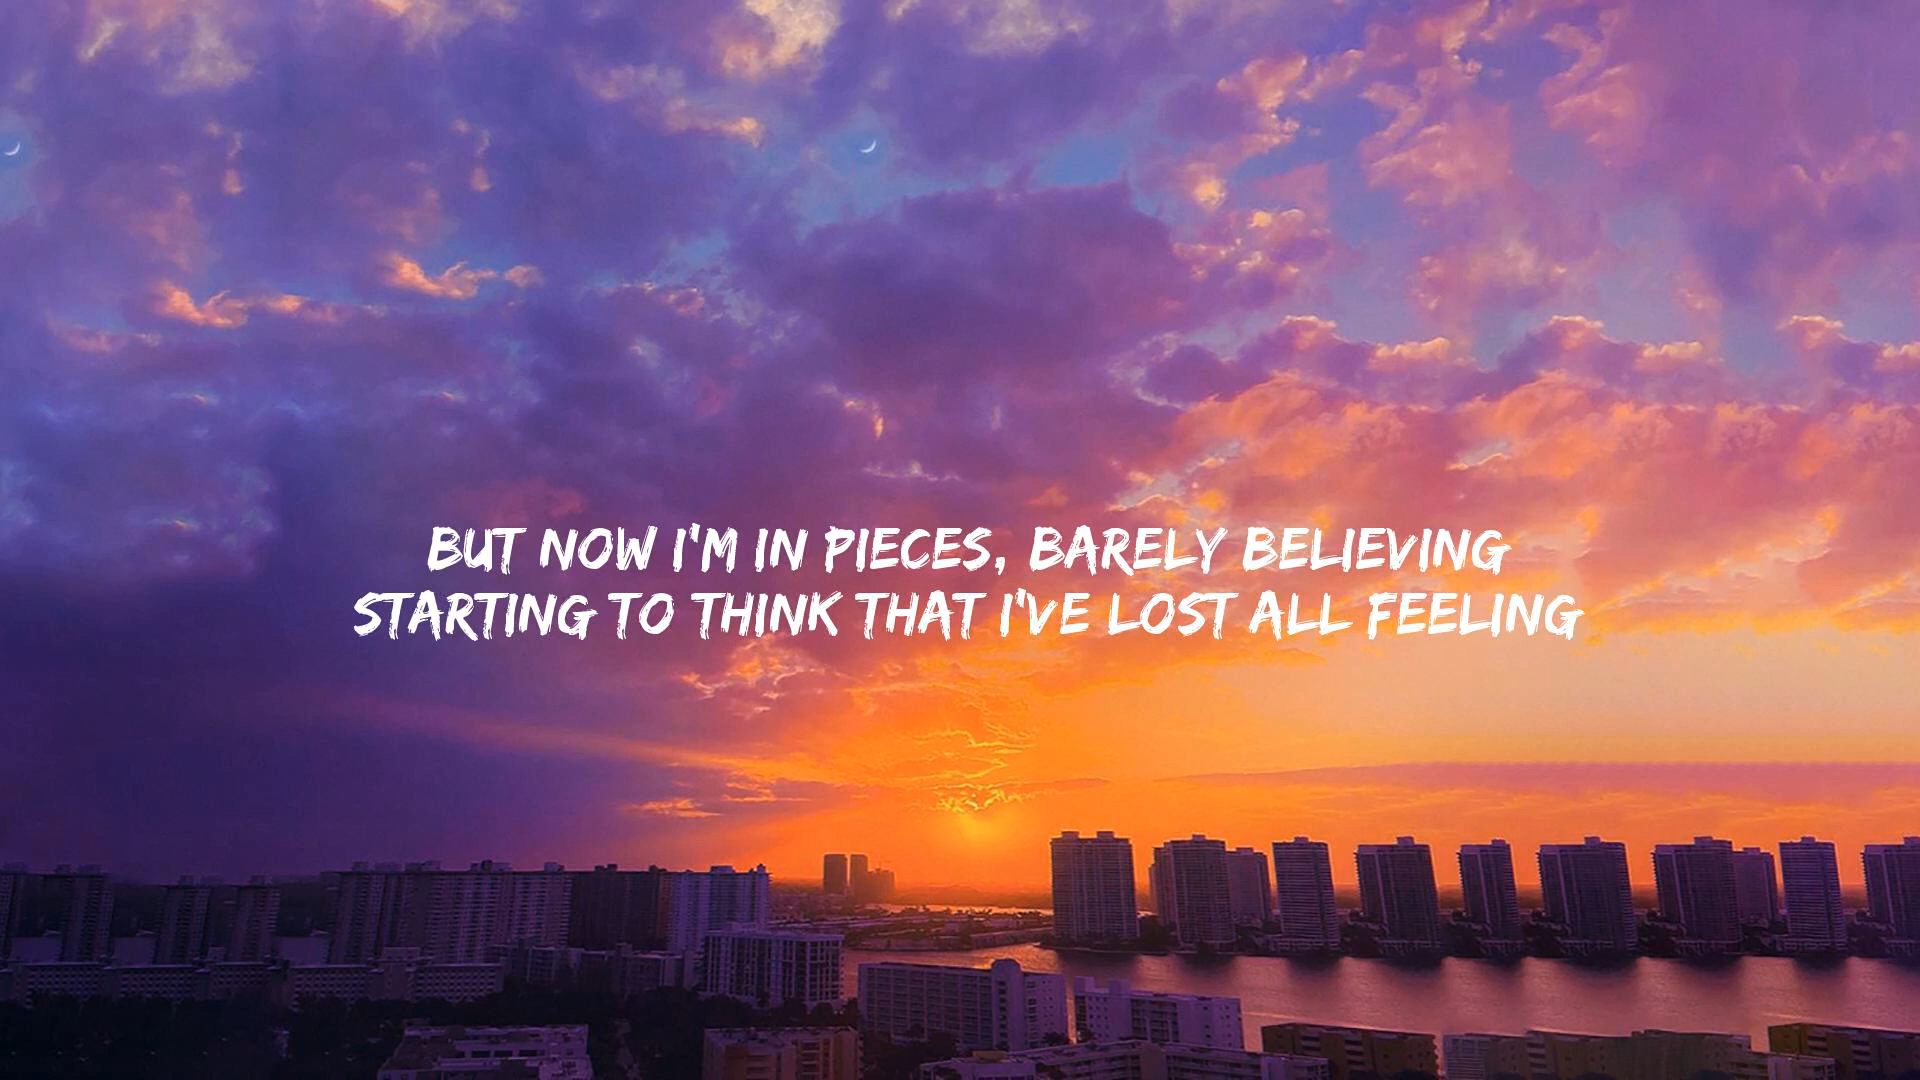 BUT NOW I'M IN PIECES, BARELY BELIEVING
STARTING TO THINK THAT I'VE LOST ALL FEELING